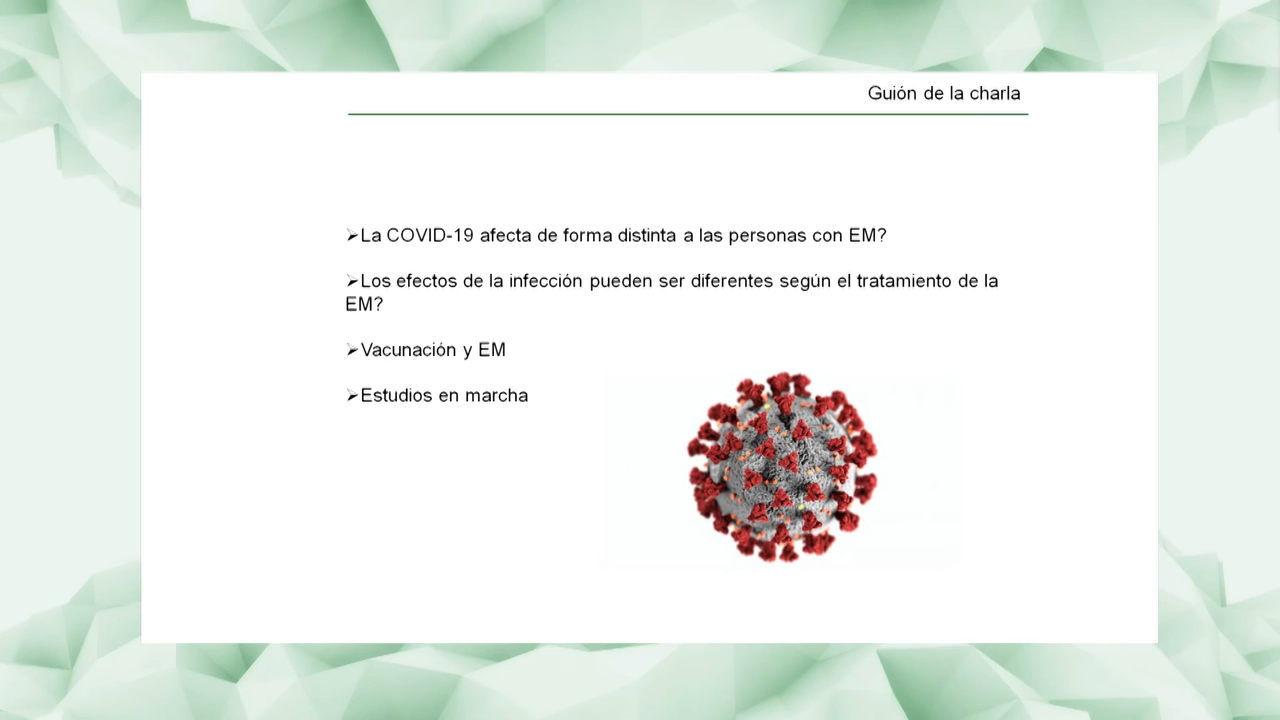 Guión de la charla
➢La COVID-19 afecta de forma distinta a las personas con EM?
➢Los efectos de la infección pueden ser diferentes según el tratamiento de la
EM?
➢Vacunación y EM
➢Estudios en marcha